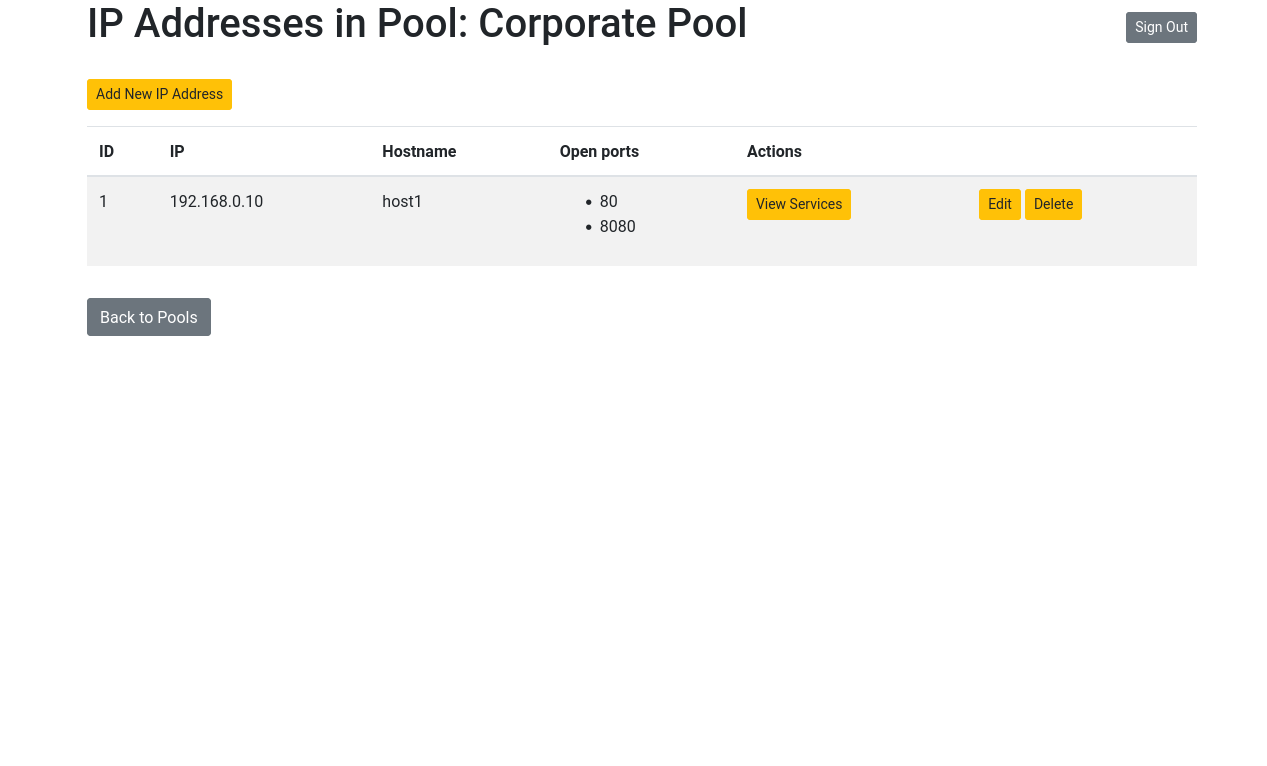 IP Addresses in Pool: Corporate Pool
Sign Out
Add New IP Address
ID IP Hostname Open ports Actions
1 192.168.0.10 host1 • 80 View Services Edit Delete
• 8080
Back to Pools